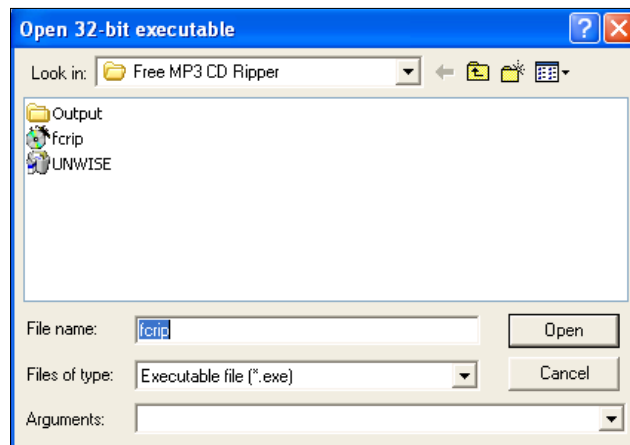 Open 32-bit executable
Look in: Free MP3 CD Ripper
Output
fcrip
UNWISE
File name: fcrip Open
Files of type: Executable file (*.exe) Cancel
Arguments: